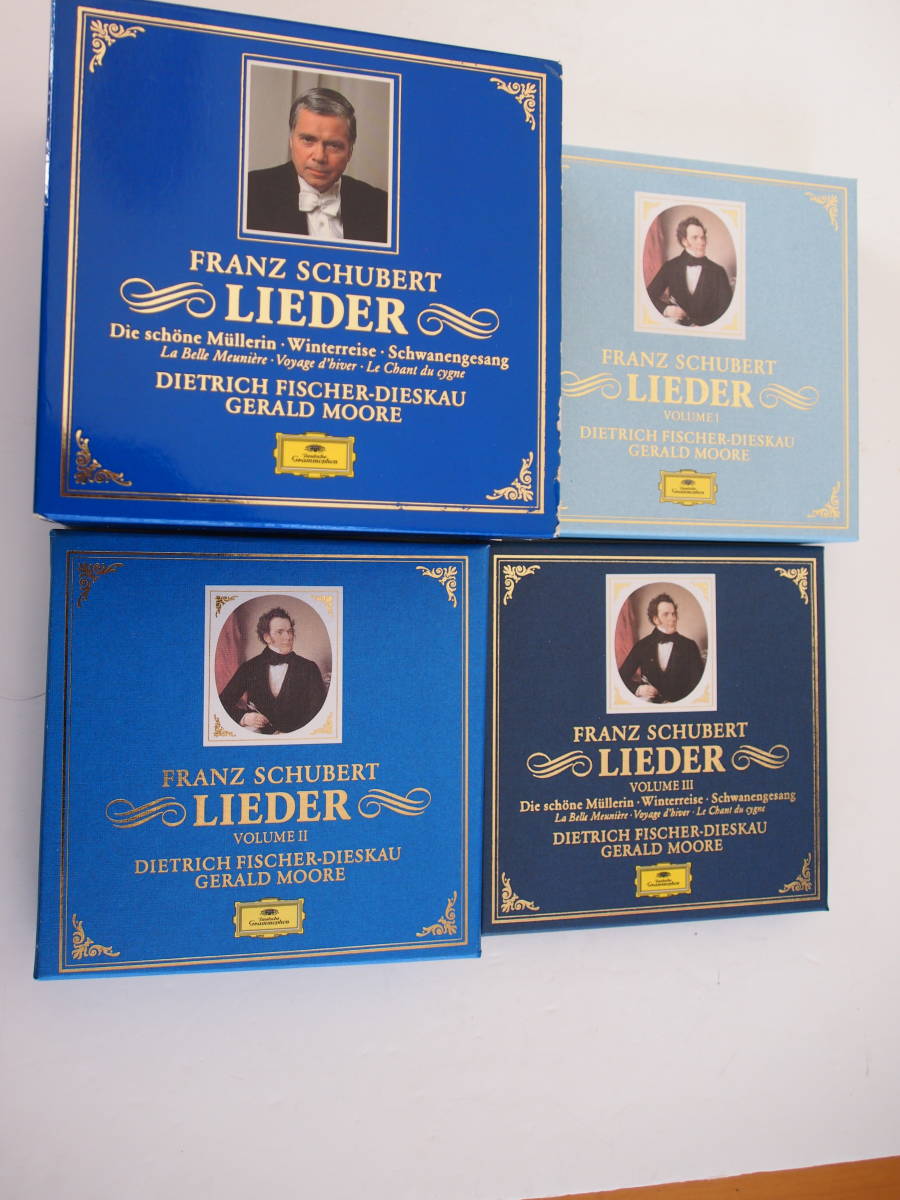 FRANZ SCHUBERT
LIEDER
Die schöne Müllerin · Winterreise · Schwanengesang
La Belle Meunière · Voyage d'hiver · Le Chant du cygne
DIETRICH FISCHER-DIESKAU
GERALD MOORE
Deutsche
Grammophon
FRANZ SCHUBERT
LIEDER
VOLUME I
DIETRICH FISCHER-DIESKAU
GERALD MOORE
Deutsche
Grammophon
FRANZ SCHUBERT
LIEDER
VOLUME II
DIETRICH FISCHER-DIESKAU
GERALD MOORE
Deutsche
Grammophon
FRANZ SCHUBERT
LIEDER
VOLUME III
Die schöne Müllerin · Winterreise · Schwanengesang
La Belle Meunière · Voyage d'hiver · Le Chant du cygne
DIETRICH FISCHER-DIESKAU
GERALD MOORE
Deutsche
Grammophon